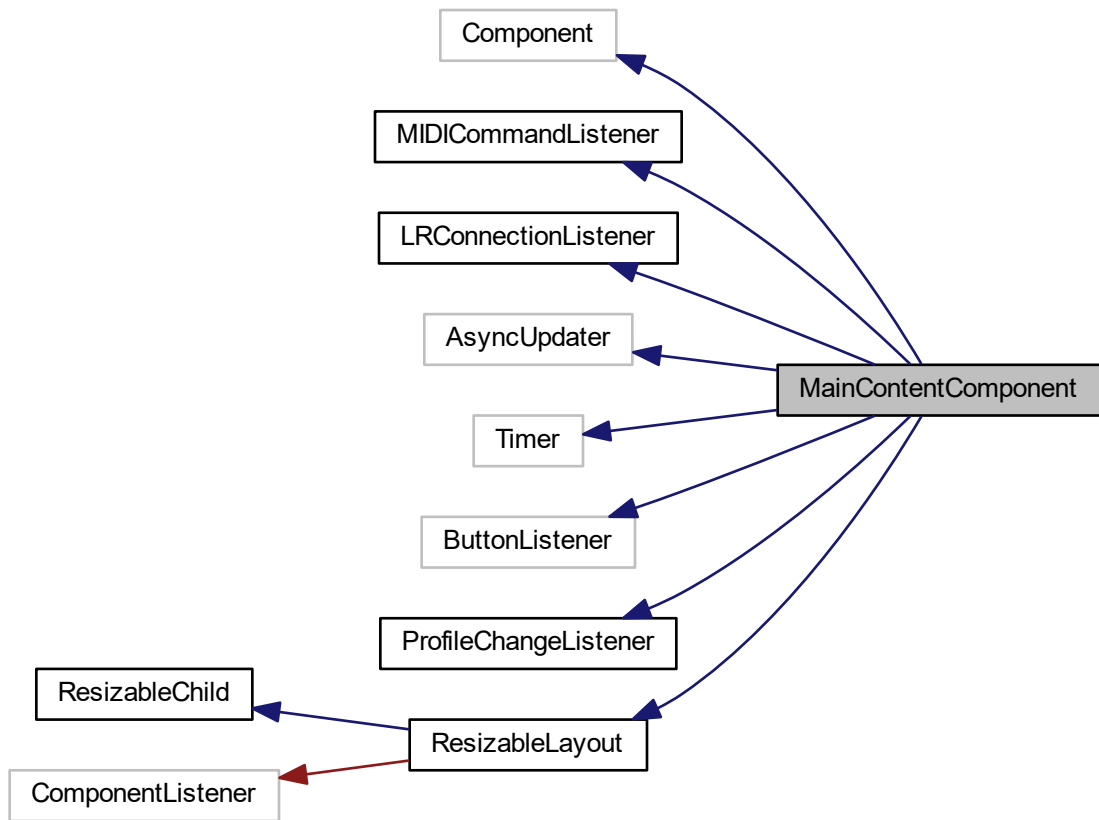 Component
MIDICommandListener
LRConnectionListener
AsyncUpdater
MainContentComponent
Timer
ButtonListener
ProfileChangeListener
ResizableChild
ResizableLayout
ComponentListener